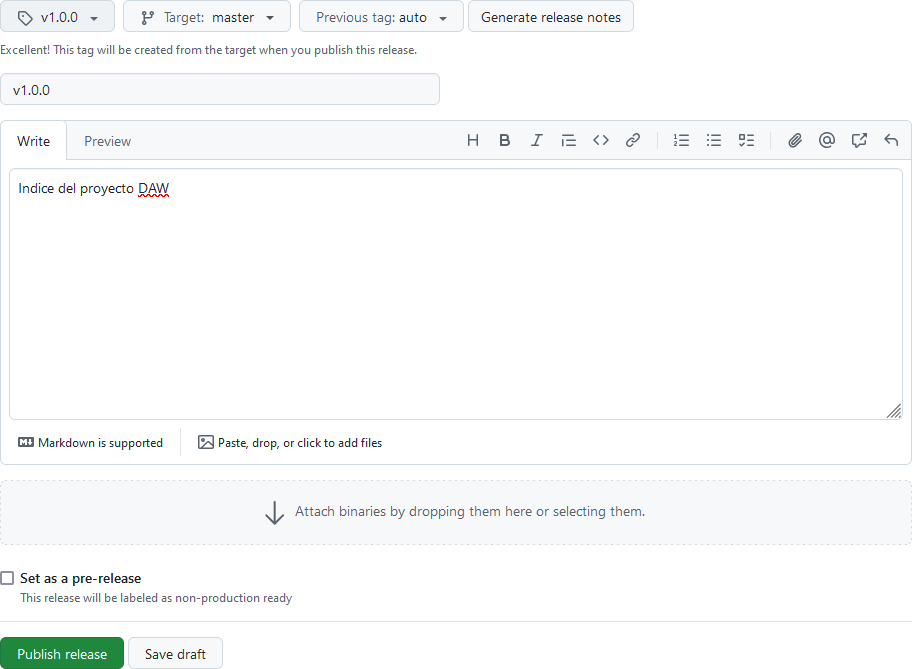 v1.0.0 Target: master Previous tag: auto Generate release notes
Excellent! This tag will be created from the target when you publish this release.
v1.0.0
Write Preview
Indice del proyecto DAW
Markdown is supported Paste, drop, or click to add files
Attach binaries by dropping them here or selecting them.
Set as a pre-release
This release will be labeled as non-production ready
Publish release Save draft